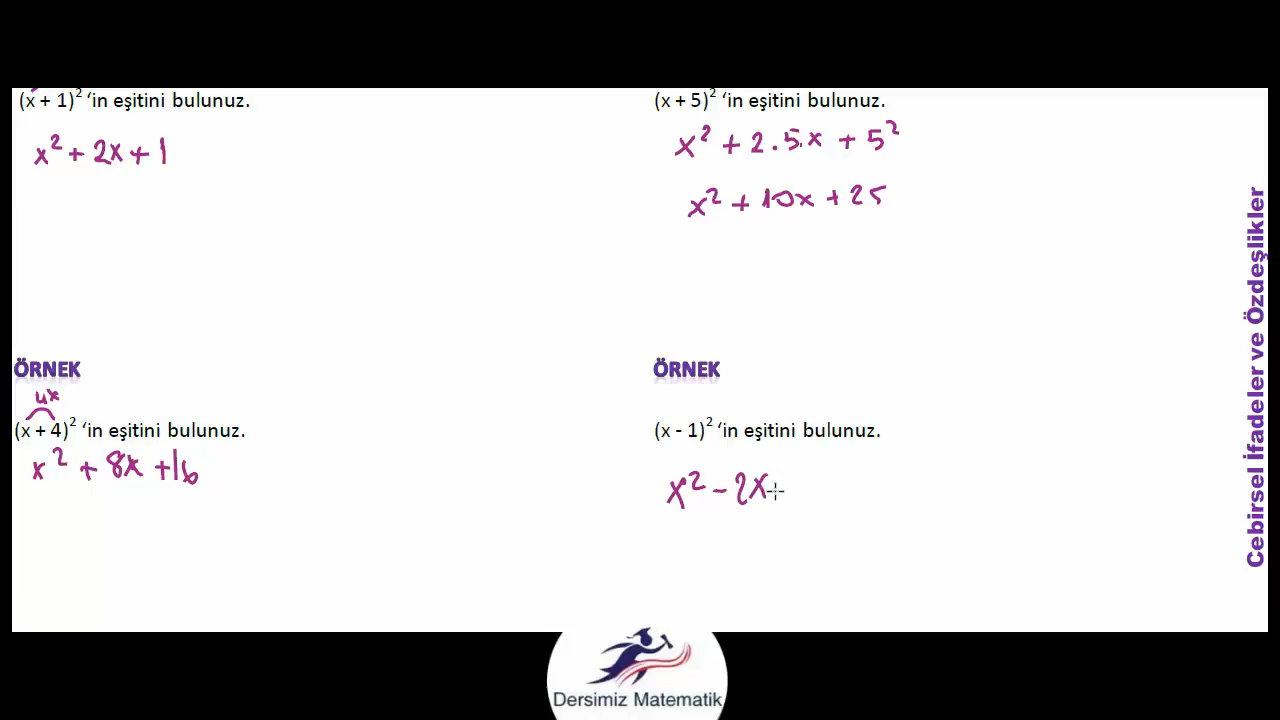 (x + 1)² ‘in eşitini bulunuz.
x² + 2x + 1
(x + 5)² ‘in eşitini bulunuz.
x² + 2.5.x + 5²
x² + 10x + 25
ÖRNEK
4x
(x + 4)² ‘in eşitini bulunuz.
x² + 8x + 16
ÖRNEK
(x - 1)² ‘in eşitini bulunuz.
x² - 2x
Cebirsel İfadeler ve Özdeşlikler
Dersimiz Matematik